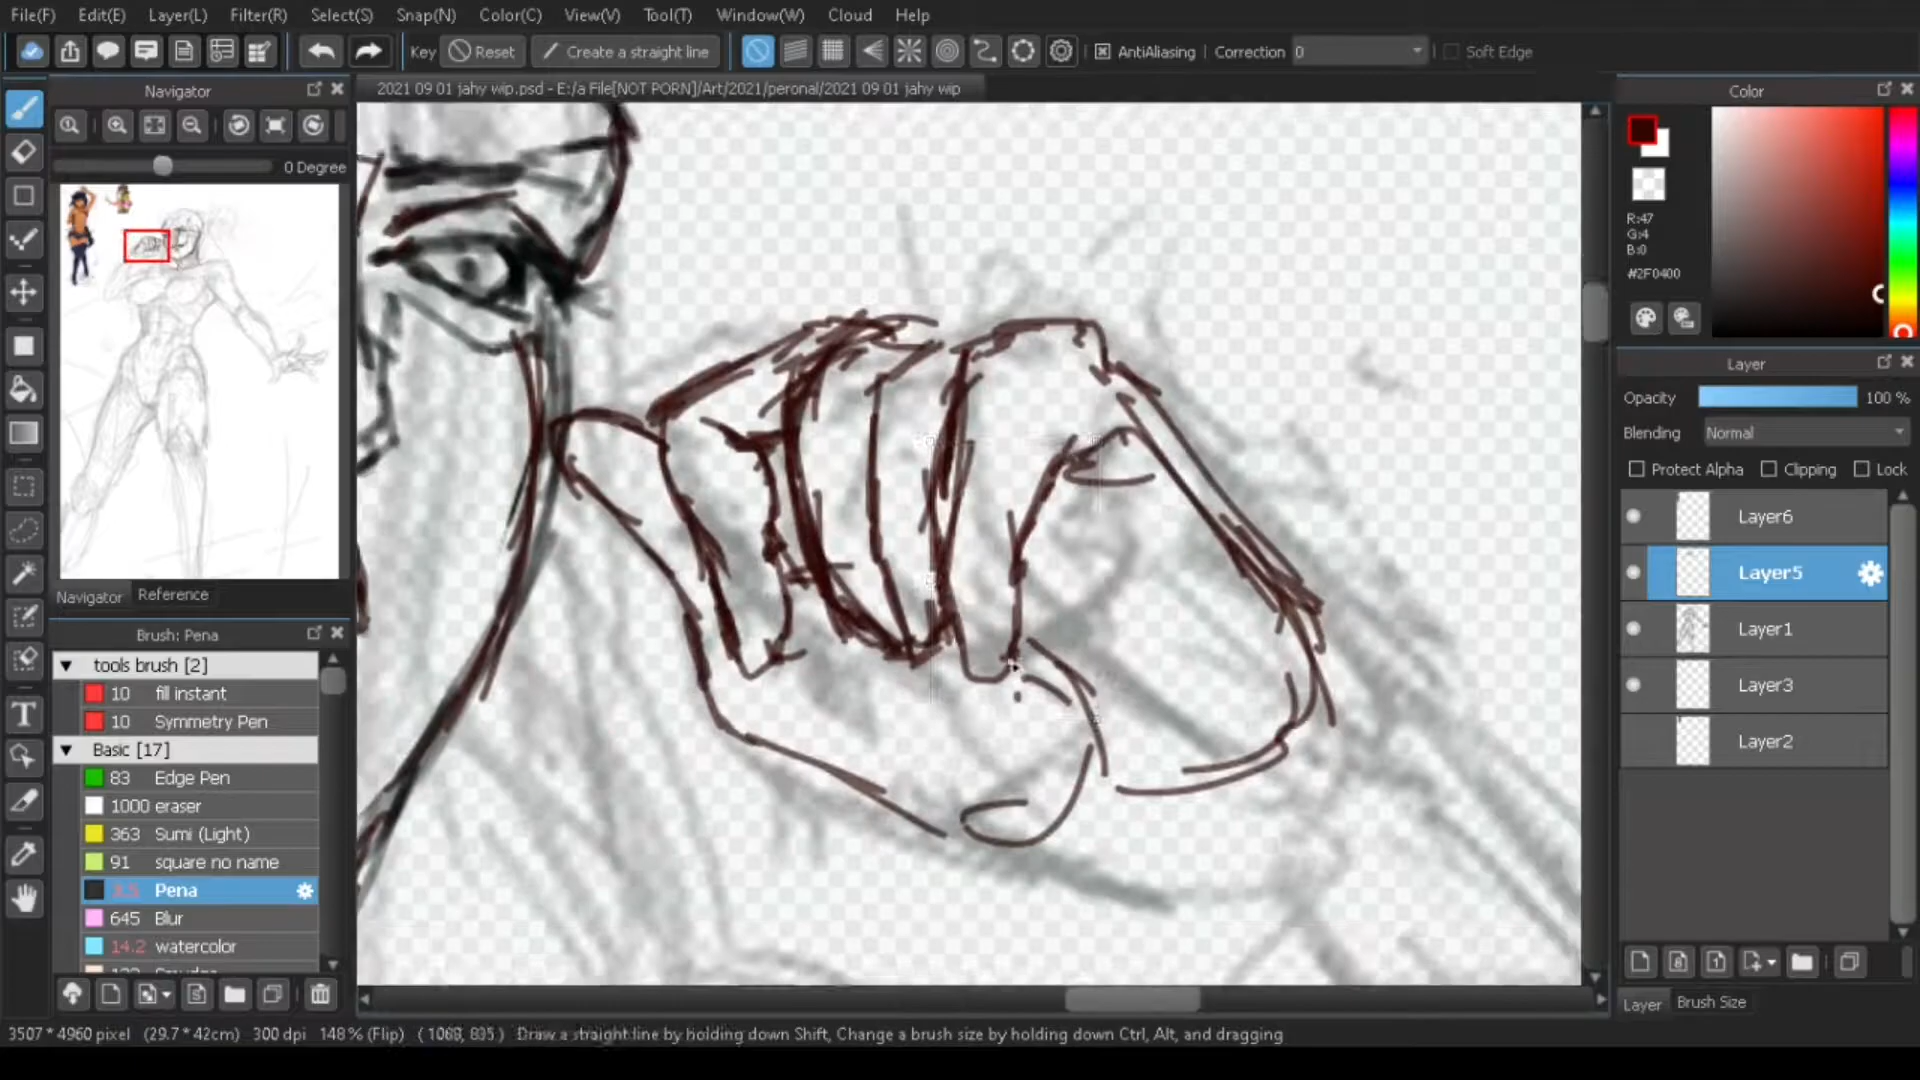 File(F) Edit(E) Layer(L) Filter(R) Select(S) Snap(N) Color(C) View(V) Tool(T) Window(W) Cloud Help
Key Reset Create a straight line AntiAliasing Correction 0 Soft Edge
Navigator
2021 09 01 jahy wip.psd - E:/a File[NOT PORN]/Art/2021/peronal/2021 09 01 jahy wip
Color
0 Degree
R:47
G:4
B:0
#2F0400
Layer
Opacity 100 %
Blending Normal
Protect Alpha Clipping Lock
Layer6
Layer5
Layer1
Layer3
Layer2
Navigator Reference
Brush: Pena
tools brush [2]
10 fill instant
10 Symmetry Pen
Basic [17]
83 Edge Pen
1000 eraser
363 Sumi (Light)
91 square no name
Pena
645 Blur
14.2 watercolor
Layer Brush Size
3507 * 4960 pixel (29.7 * 42cm) 300 dpi 148 % (Flip) Draw a straight line by holding down Shift, Change a brush size by holding down Ctrl, Alt, and dragging